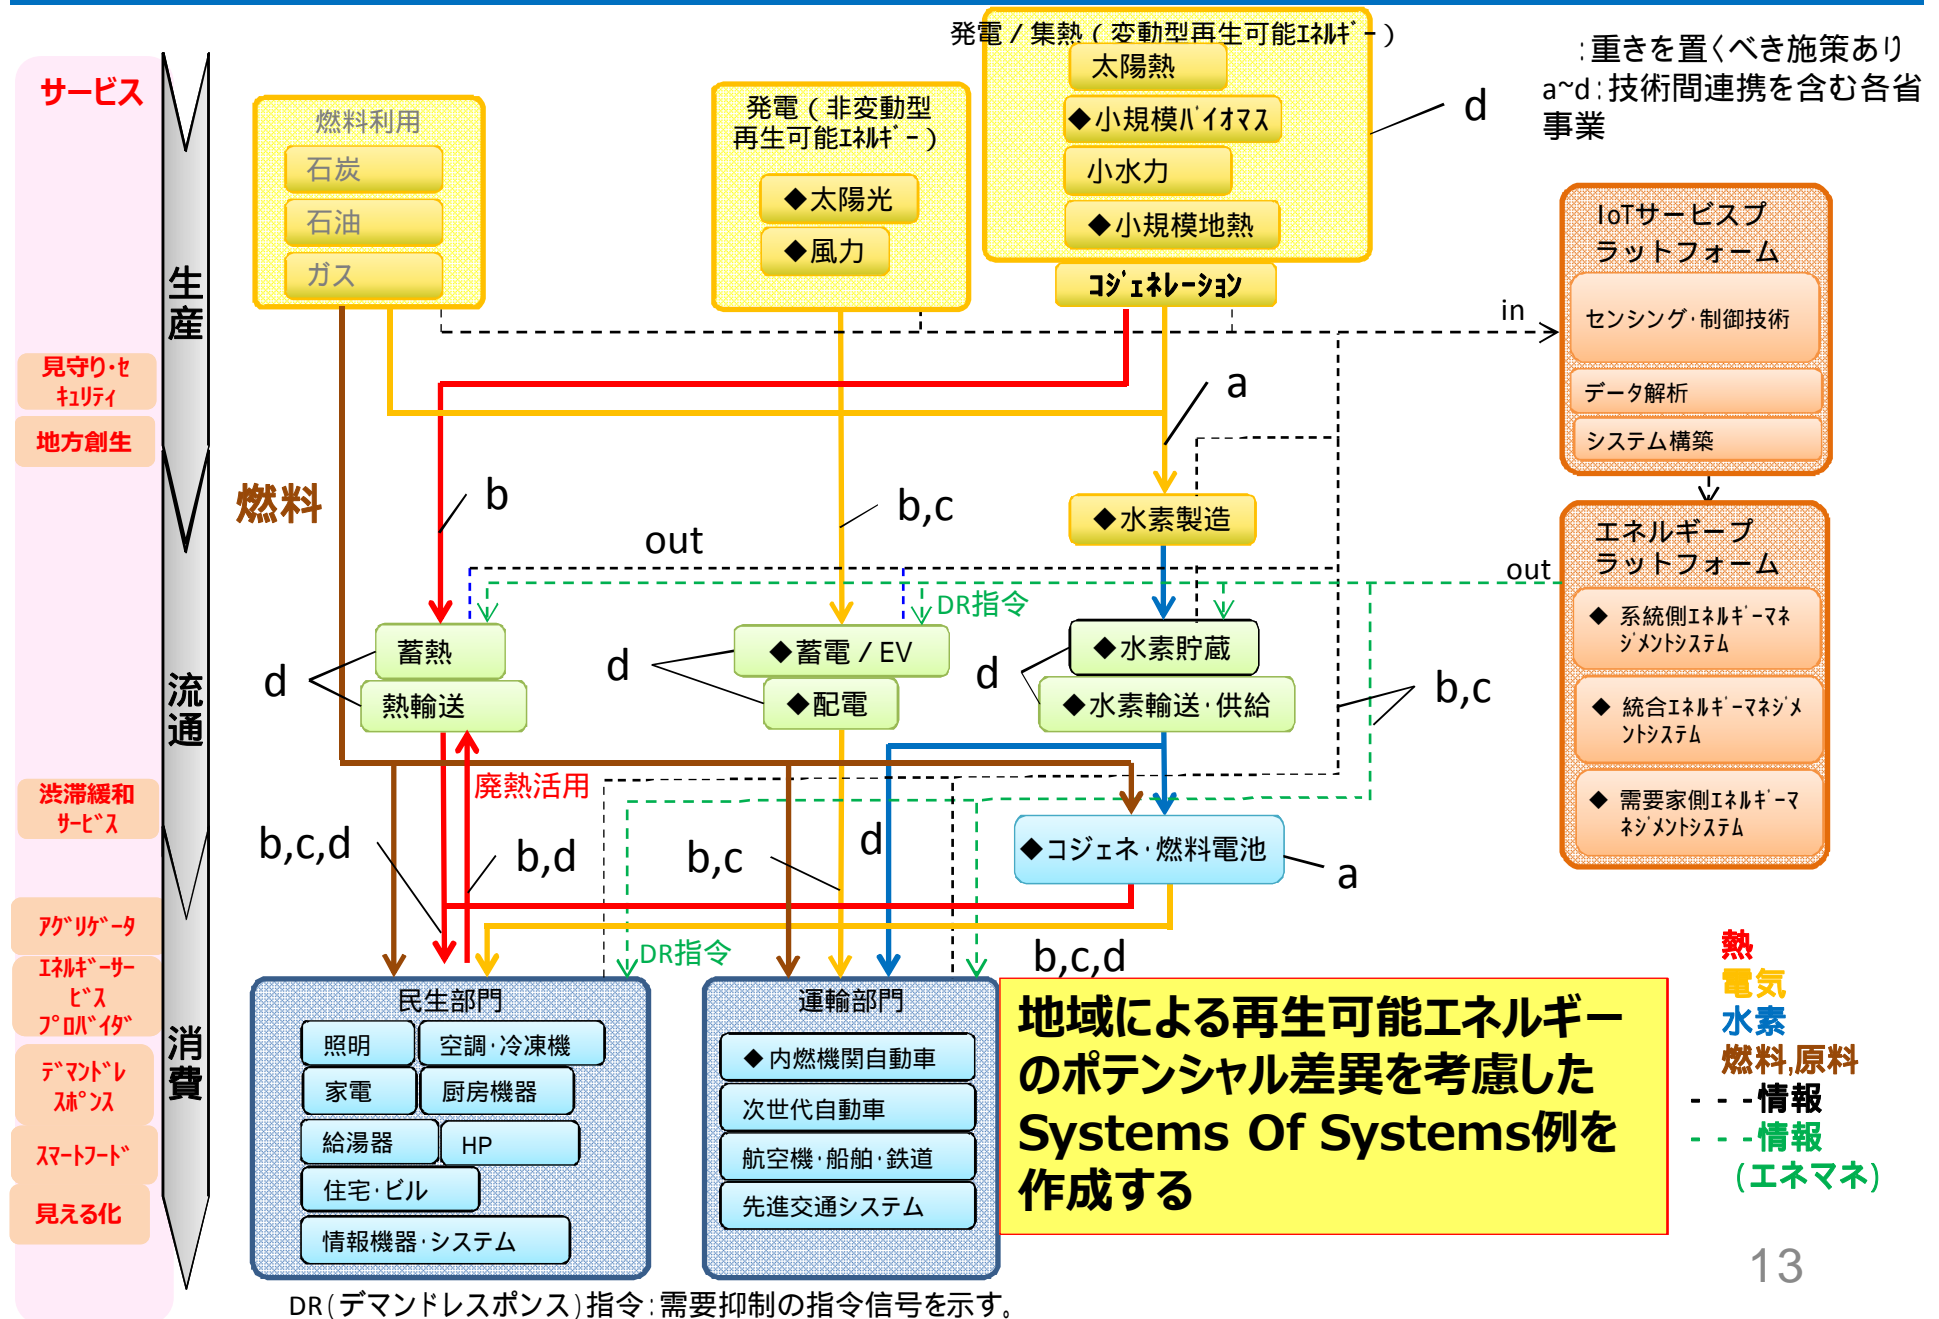 発電/集熱(変動型再生可能ｴﾈﾙｷﾞｰ)
太陽熱
◆小規模ﾊﾞｲｵﾏｽ
小水力
◆小規模地熱
ｺｼﾞｪﾈﾚｰｼｮﾝ
d
:重きを置くべき施策あり
a~d:技術間連携を含む各省
事業
サービス
燃料利用
石炭
石油
ガス
発電(非変動型
再生可能ｴﾈﾙｷﾞｰ)
◆太陽光
◆風力
生産
見守り・セ
ｷｭﾘﾃｨ
地方創生
IoTサービスプ
ラットフォーム
センシング・制御技術
データ解析
システム構築
in
a
燃料
b
b,c
out
◆水素製造
エネルギープ
ラットフォーム
◆ 系統側ｴﾈﾙｷﾞｰﾏﾈ
ｼﾞﾒﾝﾄｼｽﾃﾑ
◆ 統合ｴﾈﾙｷﾞｰﾏﾈｼﾞﾒ
ﾝﾄｼｽﾃﾑ
◆ 需要家側ｴﾈﾙｷﾞｰﾏ
ﾈｼﾞﾒﾝﾄｼｽﾃﾑ
out
DR指令
流通
d
蓄熱
熱輸送
d
◆蓄電/EV
◆配電
d
◆水素貯蔵
◆水素輸送・供給
b,c
廃熱活用
渋滞緩和
ｻｰﾋﾞｽ
b,c,d
b,d
b,c
d
◆コジェネ・燃料電池
a
ｱｸﾞﾘｹﾞｰﾀ
ｴﾈﾙｷﾞｰｻｰ
ﾋﾞｽ
ﾌﾟﾛﾊﾞｲﾀﾞ
ﾃﾞﾏﾝﾄﾞﾚ
ｽﾎﾟﾝｽ
ｽﾏｰﾄﾌｰﾄﾞ
見える化
消費
DR指令
b,c,d
民生部門
照明
空調・冷凍機
家電
厨房機器
給湯器
HP
住宅・ビル
情報機器・システム
運輸部門
◆内燃機関自動車
次世代自動車
航空機・船舶・鉄道
先進交通システム
地域による再生可能エネルギー
のポテンシャル差異を考慮した
Systems Of Systems例を
作成する
熱
電気
水素
燃料,原料
- - -情報
- - -情報
(エネマネ)
13
DR(デマンドレスポンス)指令:需要抑制の指令信号を示す。